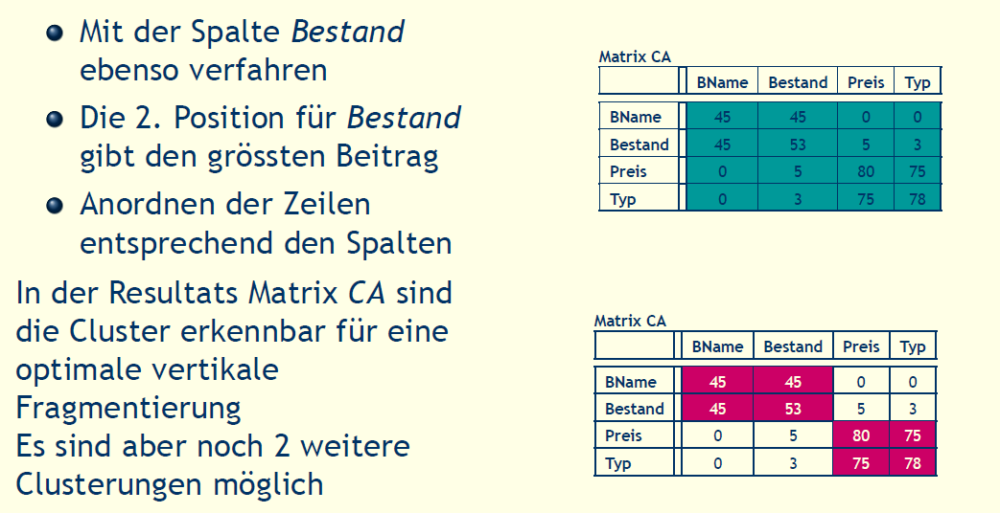 Mit der Spalte Bestand
ebenso verfahren
Die 2. Position für Bestand
gibt den grössten Beitrag
Anordnen der Zeilen
entsprechend den Spalten
In der Resultats Matrix CA sind
die Cluster erkennbar für eine
optimale vertikale
Fragmentierung
Es sind aber noch 2 weitere
Clusterungen möglich
Matrix CA
BName Bestand Preis Typ
BName 45 45 0 0
Bestand 45 53 5 3
Preis 0 5 80 75
Typ 0 3 75 78
Matrix CA
BName Bestand Preis Typ
BName 45 45 0 0
Bestand 45 53 5 3
Preis 0 5 80 75
Typ 0 3 75 78